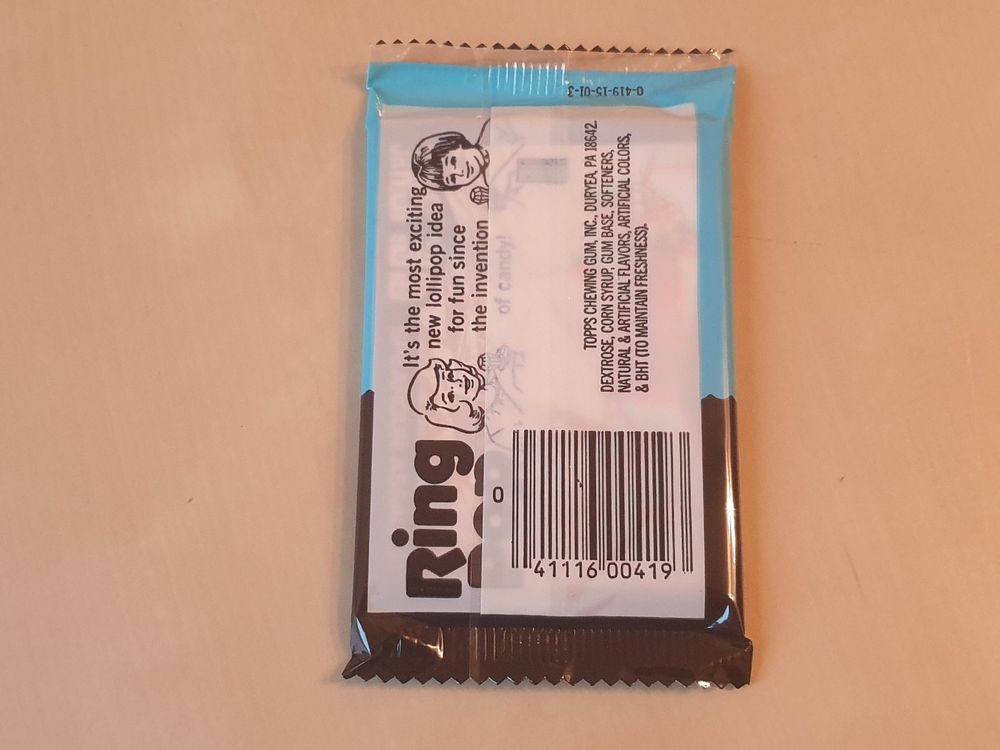 0-419-15-01-3
It's the most exciting
new lollipop idea
for fun since
the invention
of candy!
Ring
Pop
TOPPS CHEWING GUM, INC., DURYEA, PA 18642.
DEXTROSE, CORN SYRUP, GUM BASE, SOFTENERS,
NATURAL & ARTIFICIAL FLAVORS, ARTIFICIAL COLORS,
& BHT (TO MAINTAIN FRESHNESS).
0 41116 00419